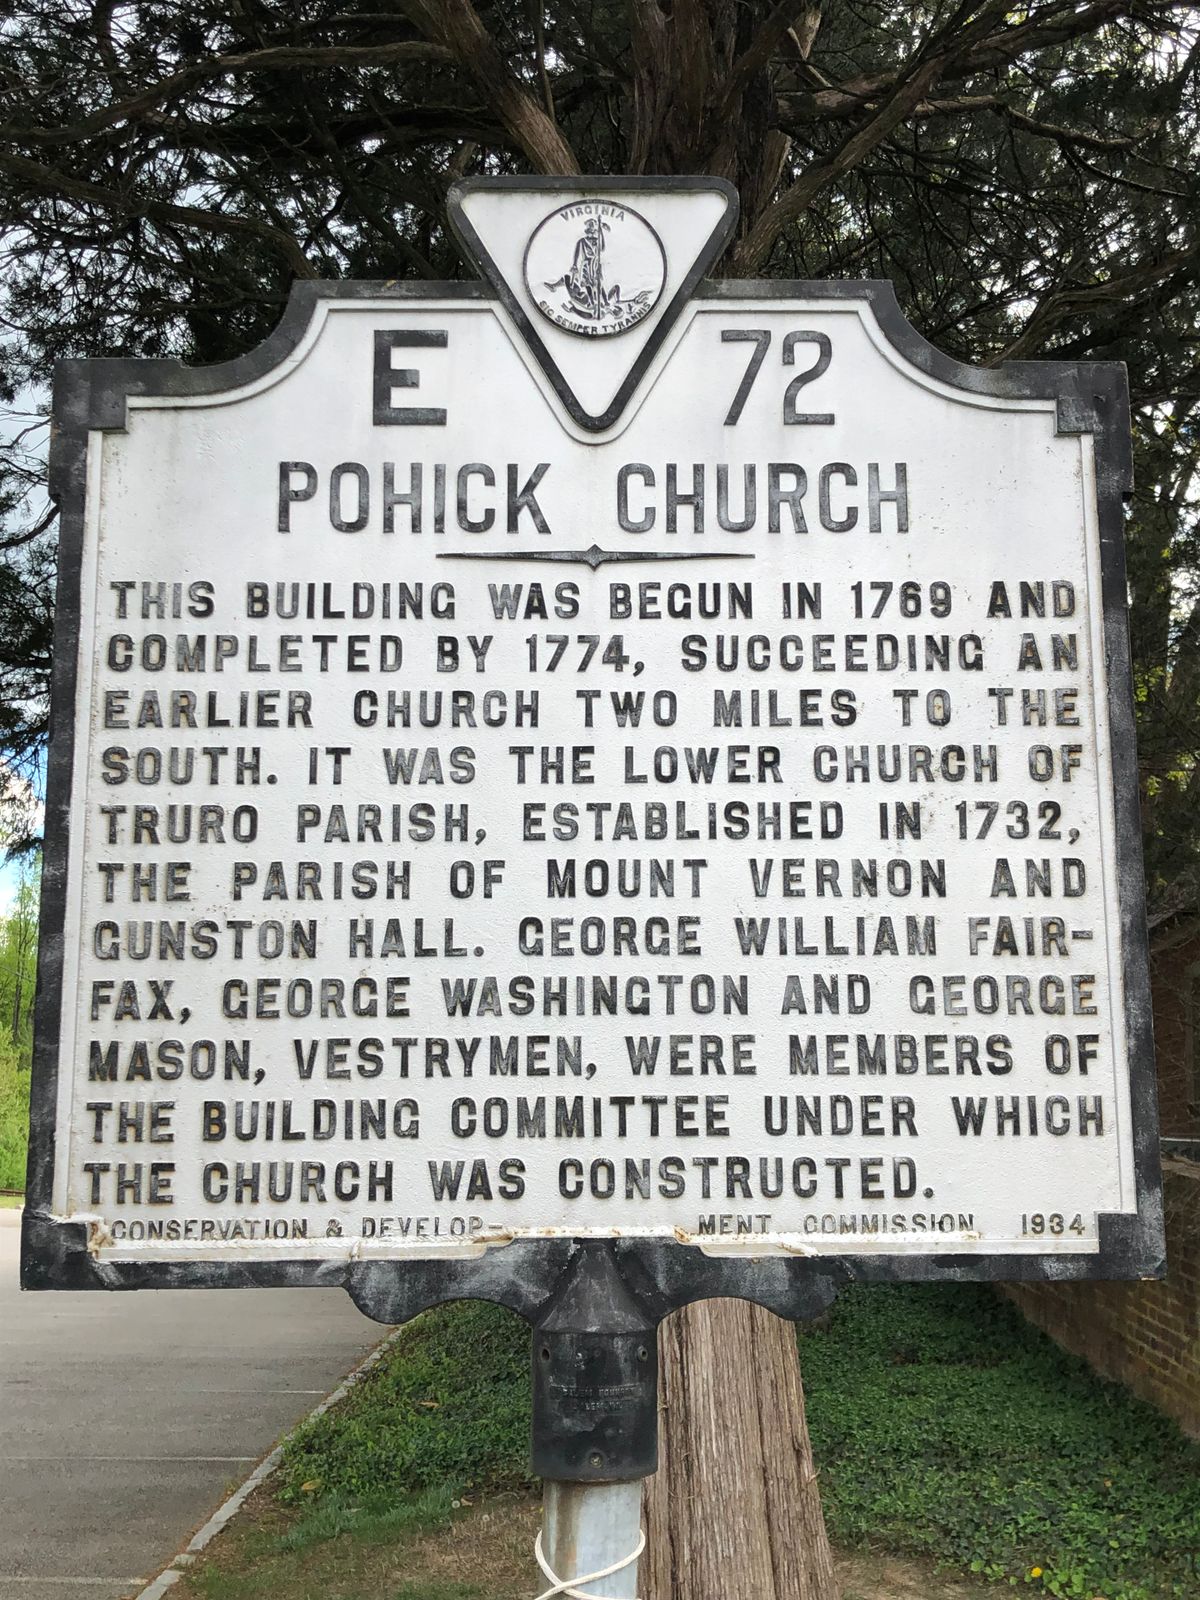 VIRGINIA
SIC SEMPER TYRANNIS
E 72
POHICK CHURCH
THIS BUILDING WAS BEGUN IN 1769 AND
COMPLETED BY 1774, SUCCEEDING AN
EARLIER CHURCH TWO MILES TO THE
SOUTH. IT WAS THE LOWER CHURCH OF
TRURO PARISH, ESTABLISHED IN 1732,
THE PARISH OF MOUNT VERNON AND
GUNSTON HALL. GEORGE WILLIAM FAIR-
FAX, GEORGE WASHINGTON AND GEORGE
MASON, VESTRYMEN, WERE MEMBERS OF
THE BUILDING COMMITTEE UNDER WHICH
THE CHURCH WAS CONSTRUCTED.
CONSERVATION & DEVELOP- MENT COMMISSION 1934